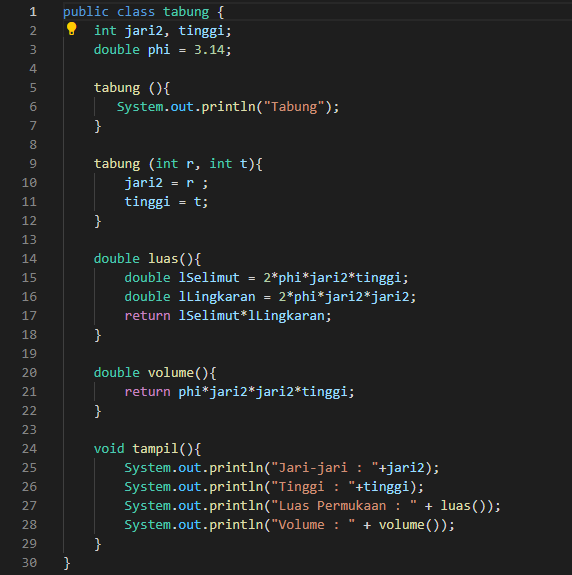 1 public class tabung {
2 int jari2, tinggi;
3 double phi = 3.14;
4
5 tabung (){
6 System.out.println("Tabung");
7 }
8
9 tabung (int r, int t){
10 jari2 = r ;
11 tinggi = t;
12 }
13
14 double luas(){
15 double lSelimut = 2*phi*jari2*tinggi;
16 double lLingkaran = 2*phi*jari2*jari2;
17 return lSelimut*lLingkaran;
18 }
19
20 double volume(){
21 return phi*jari2*jari2*tinggi;
22 }
23
24 void tampil(){
25 System.out.println("Jari-jari : "+jari2);
26 System.out.println("Tinggi : "+tinggi);
27 System.out.println("Luas Permukaan : " + luas());
28 System.out.println("Volume : " + volume());
29 }
30 }